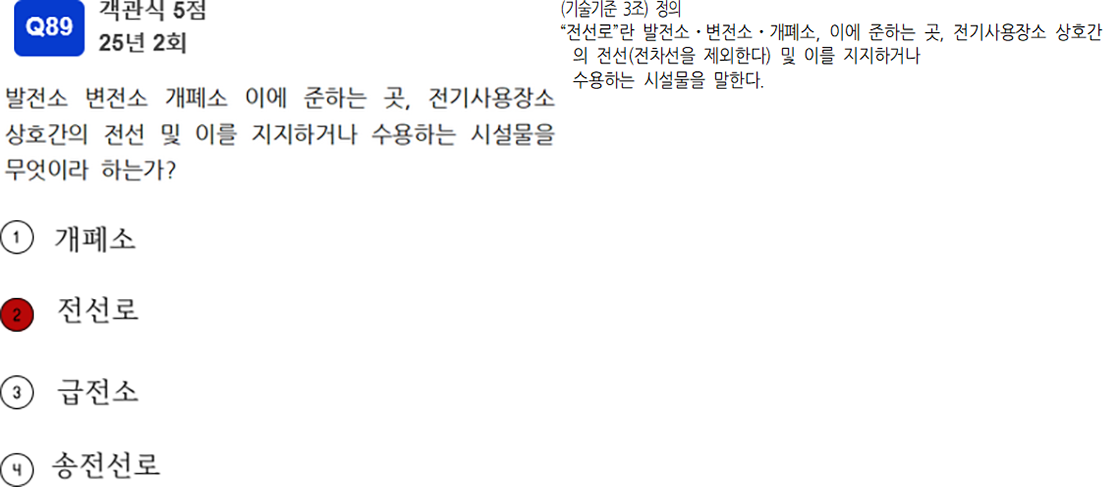 Q89
객관식 5점
25년 2회
발전소 변전소 개폐소 이에 준하는 곳, 전기사용장소
상호간의 전선 및 이를 지지하거나 수용하는 시설물을
무엇이라 하는가?
1 개폐소
2 전선로
3 급전소
4 송전선로
(기술기준 3조) 정의
“전선로”란 발전소・변전소・개폐소, 이에 준하는 곳, 전기사용장소 상호간
의 전선(전차선을 제외한다) 및 이를 지지하거나
수용하는 시설물을 말한다.